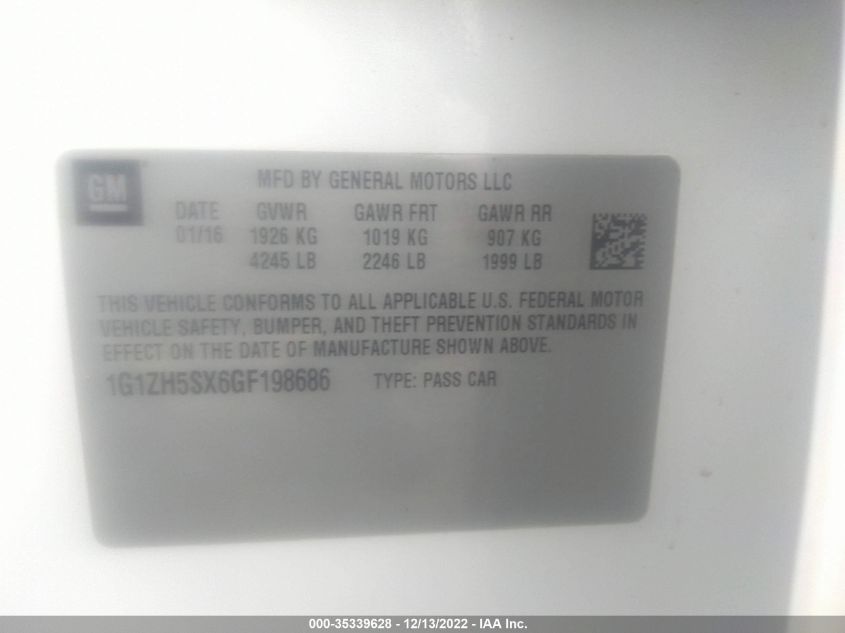 GM
MFD BY GENERAL MOTORS LLC
DATE GVWR GAWR FRT GAWR RR
01/16 1926 KG 1019 KG 907 KG
4245 LB 2246 LB 1999 LB
THIS VEHICLE CONFORMS TO ALL APPLICABLE U.S. FEDERAL MOTOR
VEHICLE SAFETY, BUMPER, AND THEFT PREVENTION STANDARDS IN
EFFECT ON THE DATE OF MANUFACTURE SHOWN ABOVE.
1G1ZH5SX6GF198686 TYPE: PASS CAR
000-35339628 - 12/13/2022 - IAA Inc.